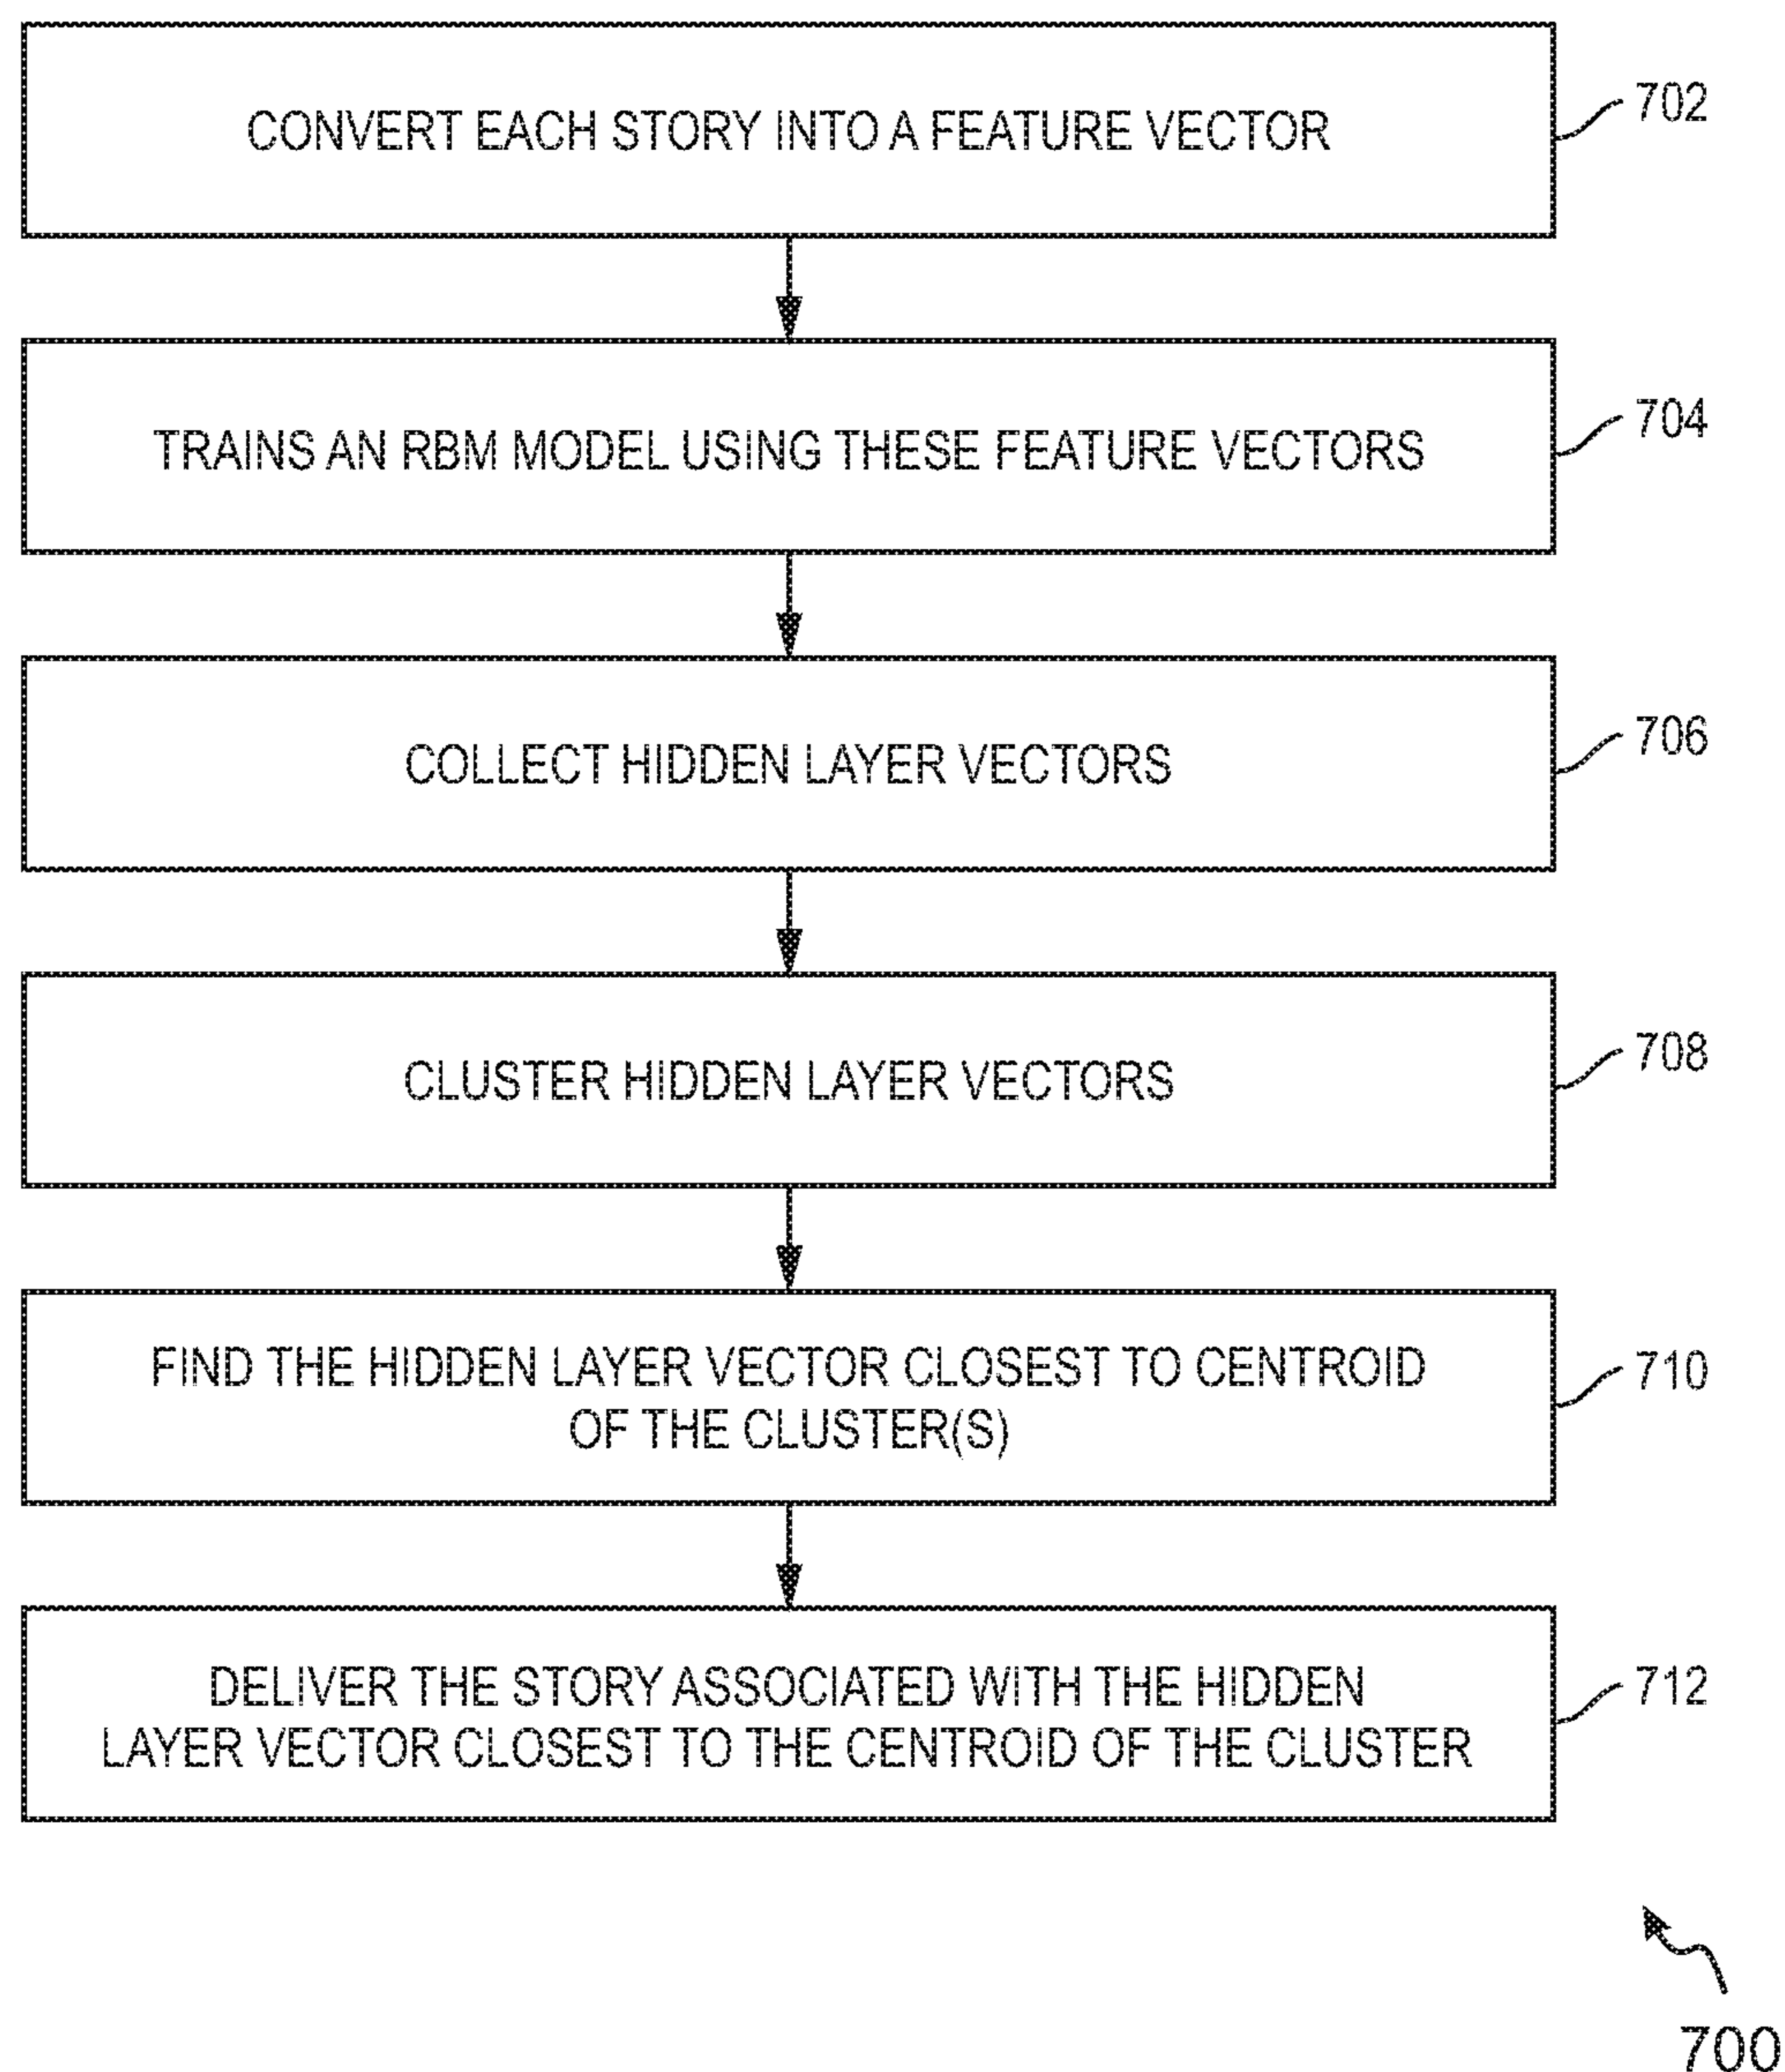 CONVERT EACH STORY INTO A FEATURE VECTOR
702
TRAINS AN RBM MODEL USING THESE FEATURE VECTORS
704
COLLECT HIDDEN LAYER VECTORS
706
CLUSTER HIDDEN LAYER VECTORS
708
FIND THE HIDDEN LAYER VECTOR CLOSEST TO CENTROID
OF THE CLUSTER(S)
710
DELIVER THE STORY ASSOCIATED WITH THE HIDDEN
LAYER VECTOR CLOSEST TO THE CENTROID OF THE CLUSTER
712
700